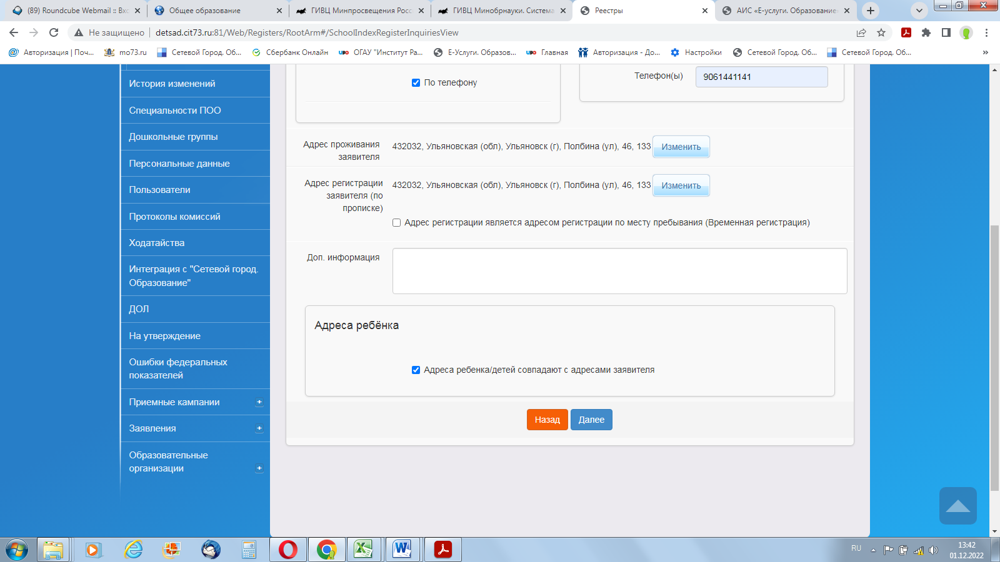 (89) Roundcube Webmail :: Вхо
Общее образование
ГИВЦ Минпросвещения Росс
ГИВЦ Минобрнауки. Система
Реестры
АИС «Е-услуги. Образование»
Не защищено
detsad.cit73.ru:81/Web/Registers/RootArm#/SchoolIndexRegisterInquiriesView
Авторизация | Поч...
mo73.ru
Сетевой Город. Об...
Сбербанк Онлайн
ОГАУ "Институт Ра...
Е-Услуги. Образов...
Главная
Авторизация - До...
Настройки
Сетевой Город. Об...
Сетевой Город. Об...
История изменений
Специальности ПОО
Дошкольные группы
Персональные данные
Пользователи
Протоколы комиссий
Ходатайства
Интеграция с "Сетевой город.
Образование"
ДОЛ
На утверждение
Ошибки федеральных
показателей
Приемные кампании
Заявления
Образовательные
организации
По телефону
Телефон(ы)
9061441141
Адрес проживания
заявителя
432032, Ульяновская (обл), Ульяновск (г), Полбина (ул), 46, 133
Изменить
Адрес регистрации
заявителя (по
прописке)
432032, Ульяновская (обл), Ульяновск (г), Полбина (ул), 46, 133
Изменить
Адрес регистрации является адресом регистрации по месту пребывания (Временная регистрация)
Доп. информация
Адреса ребёнка
Адреса ребенка/детей совпадают с адресами заявителя
Назад
Далее
RU
13:42
01.12.2022